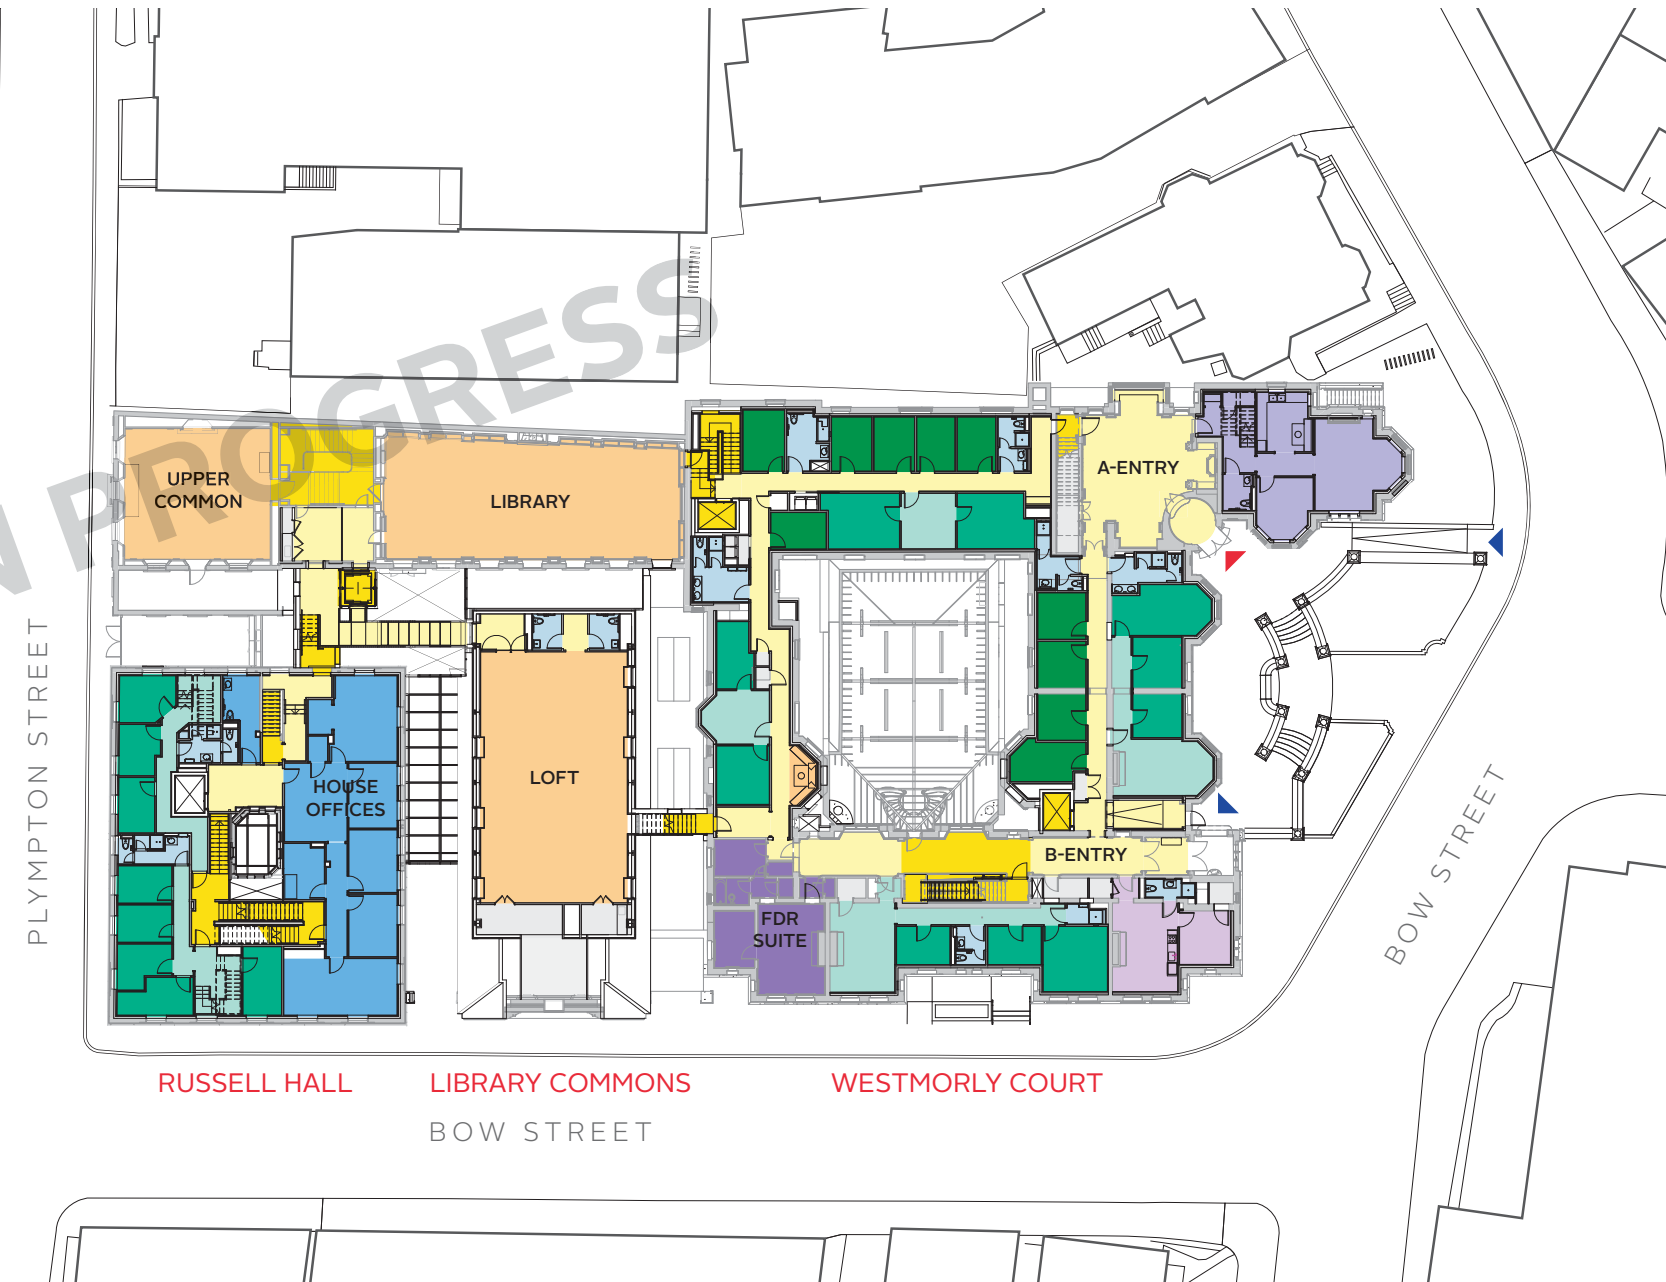 N PROGRESS
UPPER
COMMON
LIBRARY
A-ENTRY
LOFT
HOUSE
OFFICES
B-ENTRY
FDR
SUITE
PLYMPTON STREET
BOW STREET
RUSSELL HALL
LIBRARY COMMONS
WESTMORLY COURT
BOW STREET